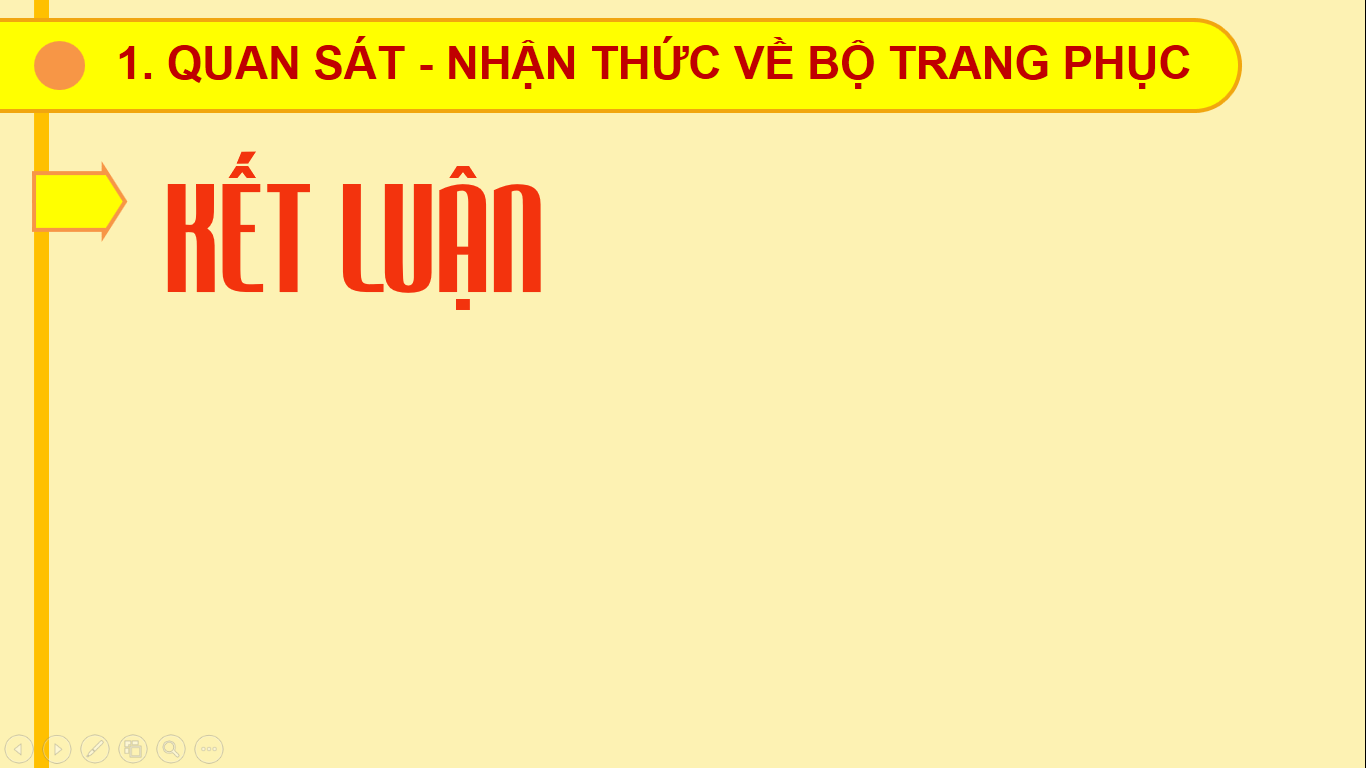 1. QUAN SÁT - NHẬN THỨC VỀ BỘ TRANG PHỤC
KẾT LUẬN